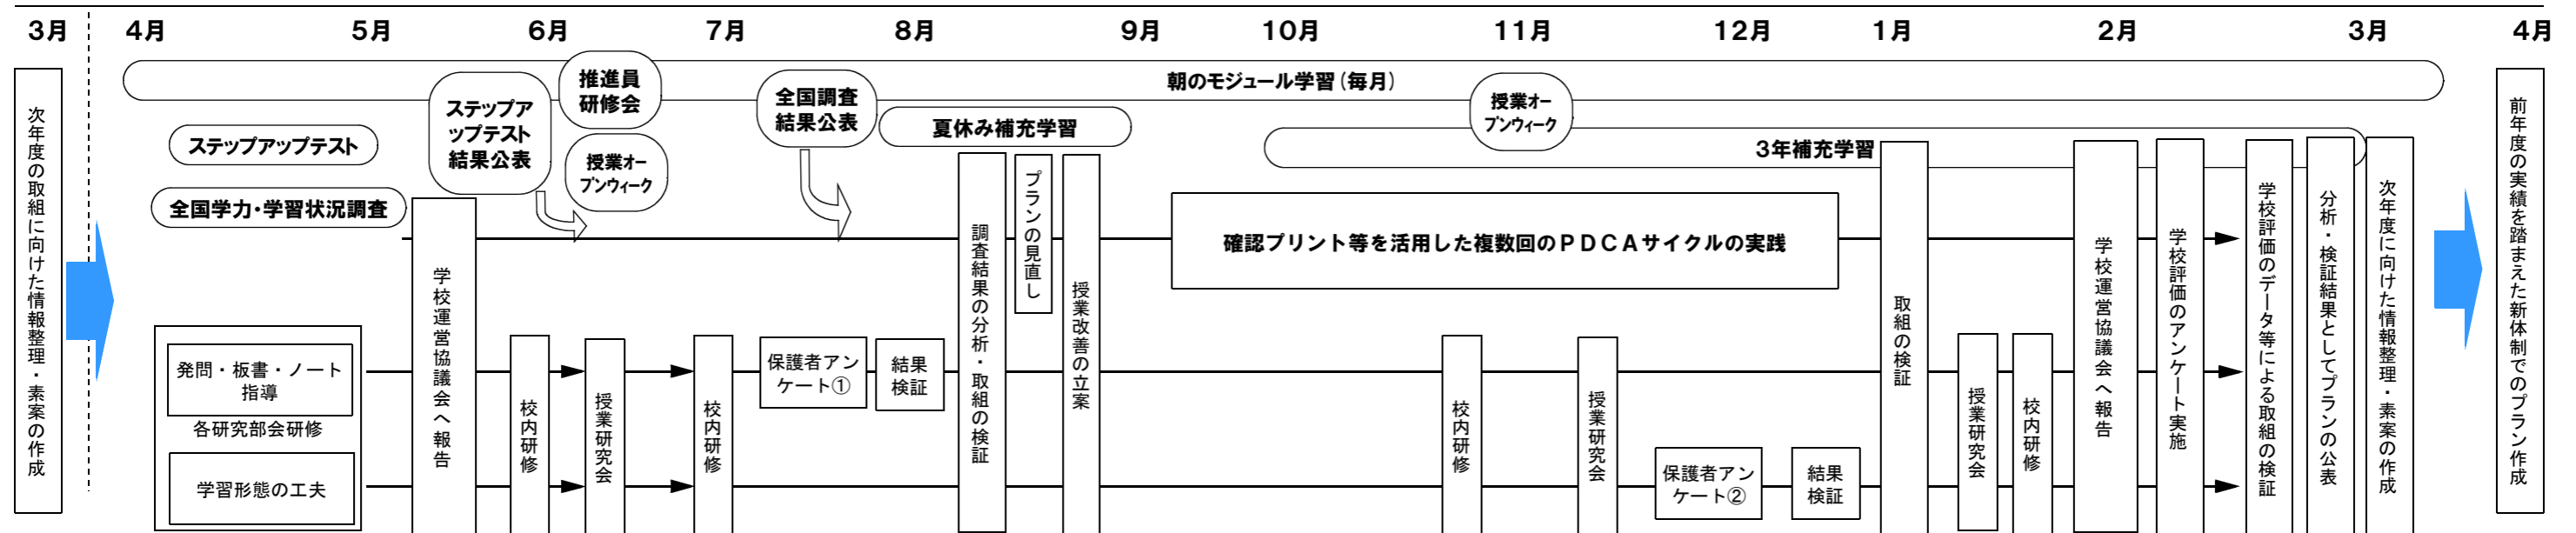 3月 4月 5月 6月 7月 8月 9月 10月 11月 12月 1月 2月 3月 4月
次年度の取組に向けた情報整理・素案の作成
朝のモジュール学習（毎月）
ステップアップテスト
全国学力・学習状況調査
ステップア
ップテスト
結果公表
推進員
研修会
授業オー
プンウィーク
全国調査
結果公表
夏休み補充学習
授業オー
プンウィーク
3年補充学習
確認プリント等を活用した複数回のPDCAサイクルの実践
発問・板書・ノート
指導
各研究部会研修
学習形態の工夫
学校運営協議会へ報告
校内研修
授業研究会
校内研修
保護者アン
ケート①
結果
検証
調査結果の分析・取組の検証
プランの見直し
授業改善の立案
校内研修
授業研究会
保護者アン
ケート②
結果
検証
取組の検証
授業研究会
校内研修
学校運営協議会へ報告
学校評価のアンケート実施
学校評価のデータ等による取組の検証
分析・検証結果としてプランの公表
次年度に向けた情報整理・素案の作成
前年度の実績を踏まえた新体制でのプラン作成